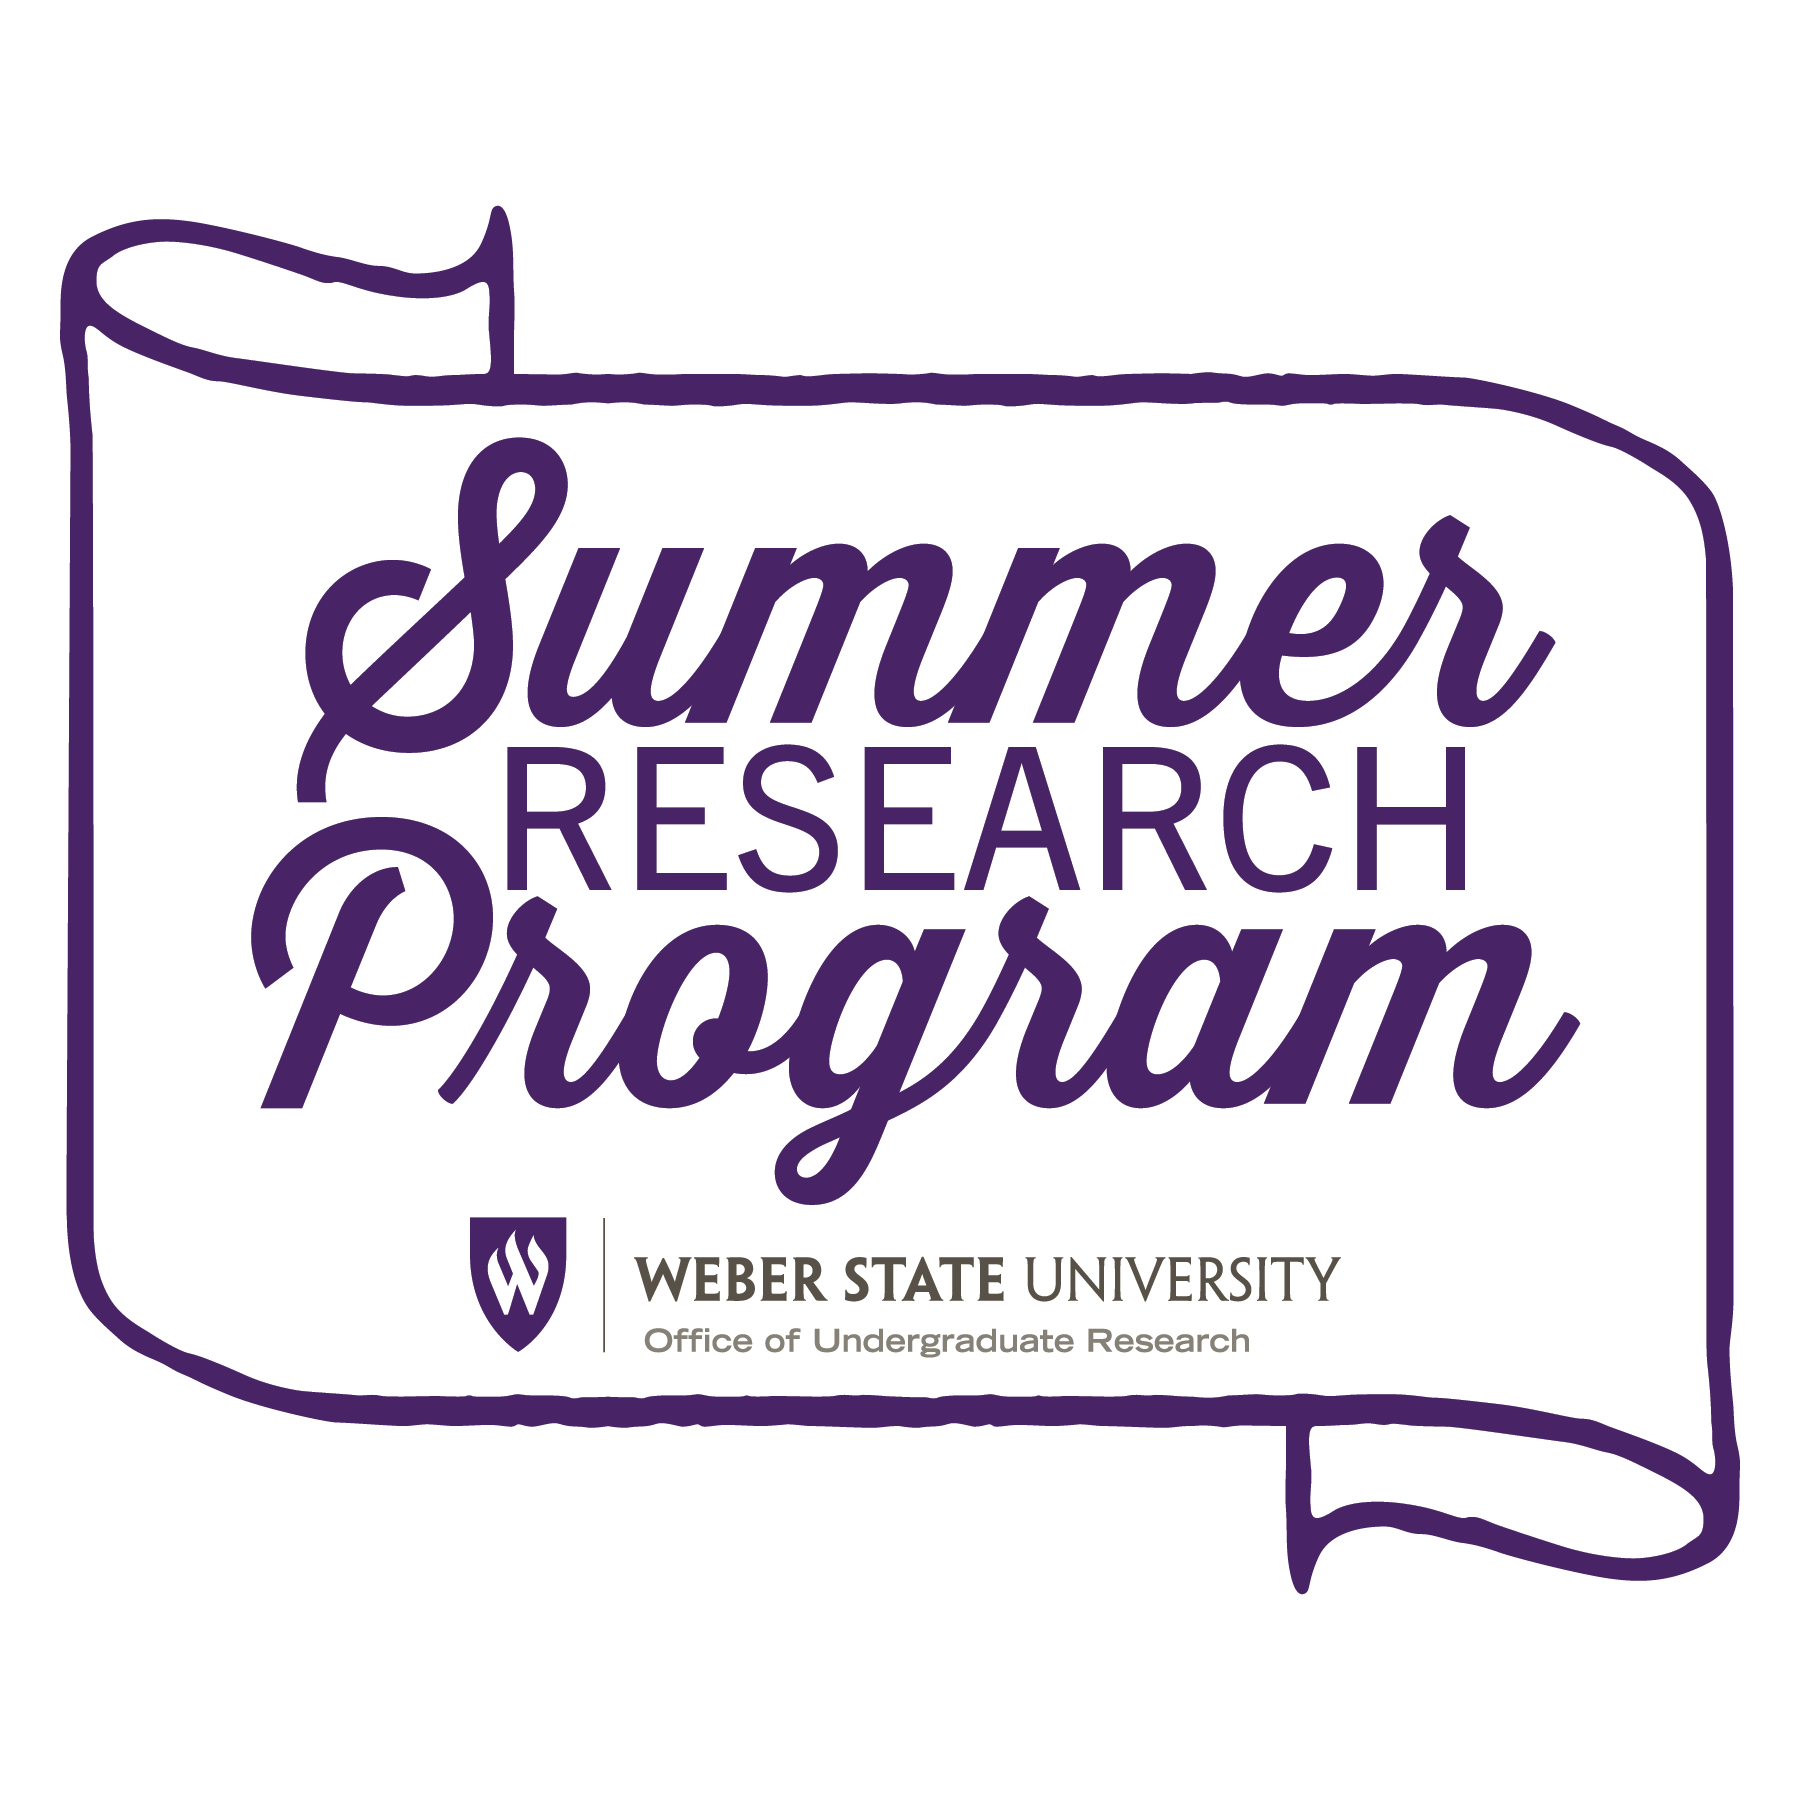 Summer
RESEARCH
Program
WEBER STATE UNIVERSITY
Office of Undergraduate Research